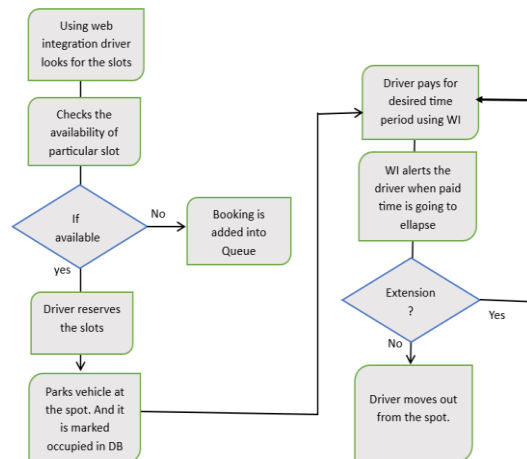 Using web
integration driver
looks for the slots
Checks the
availability of
particular slot
If
available
No
Booking is
added into
Queue
yes
Driver reserves
the slots
Parks vehicle at
the spot. And it
is marked
occupied in DB
Driver pays for
desired time
period using WI
WI alerts the
driver when paid
time is going to
ellapse
Extension
?
Yes
No
Driver moves out
from the spot.